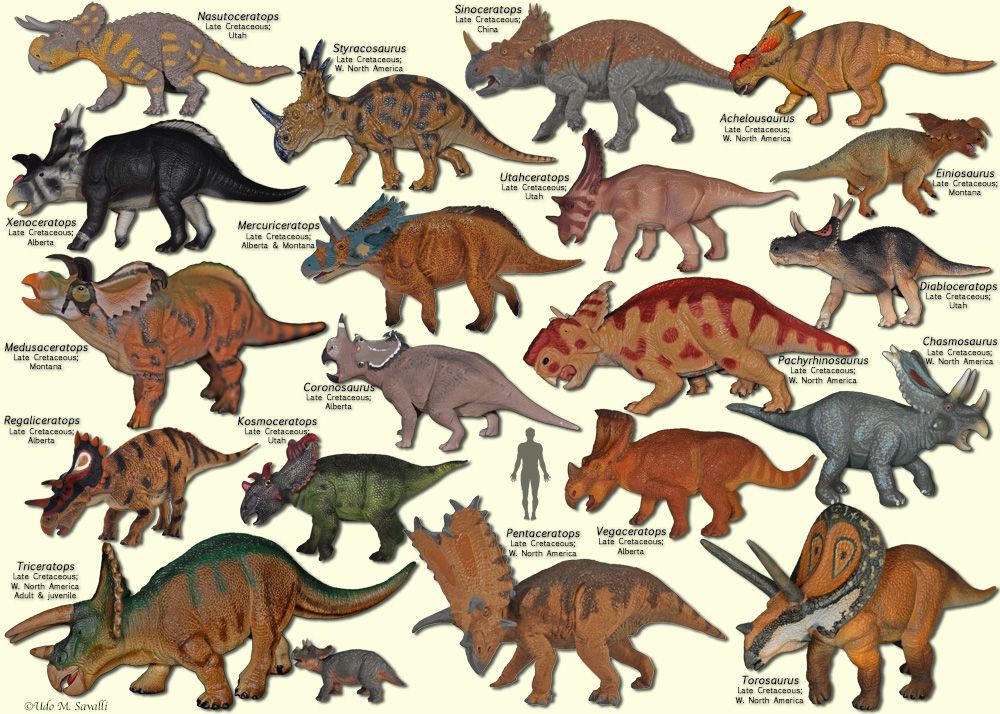 Nasutoceratops
Late Cretaceous;
Utah
Styracosaurus
Late Cretaceous;
W. North America
Sinoceratops
Late Cretaceous;
China
Achelousaurus
Late Cretaceous;
W. North America
Xenoceratops
Late Cretaceous;
Alberta
Mercuriceratops
Late Cretaceous;
Alberta & Montana
Utahceratops
Late Cretaceous;
Utah
Einiosaurus
Late Cretaceous;
Montana
Diabloceratops
Late Cretaceous;
Utah
Medusaceratops
Late Cretaceous;
Montana
Coronosaurus
Late Cretaceous;
Alberta
Pachyrhinosaurus
Late Cretaceous;
W. North America
Chasmosaurus
Late Cretaceous;
W. North America
Regaliceratops
Late Cretaceous;
Alberta
Kosmoceratops
Late Cretaceous;
Utah
Pentaceratops
Late Cretaceous;
W. North America
Vegaceratops
Late Cretaceous;
Alberta
Triceratops
Late Cretaceous;
W. North America
Adult & juvenile
Torosaurus
Late Cretaceous;
W. North America
©Udo M. Savalli